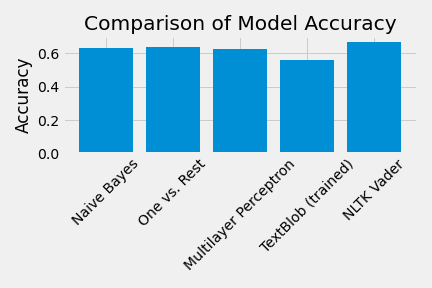 Comparison of Model Accuracy
Accuracy
0.6
0.4
0.2
0.0
Naive Bayes
One vs. Rest
Multilayer Perceptron
TextBlob (trained)
NLTK Vader